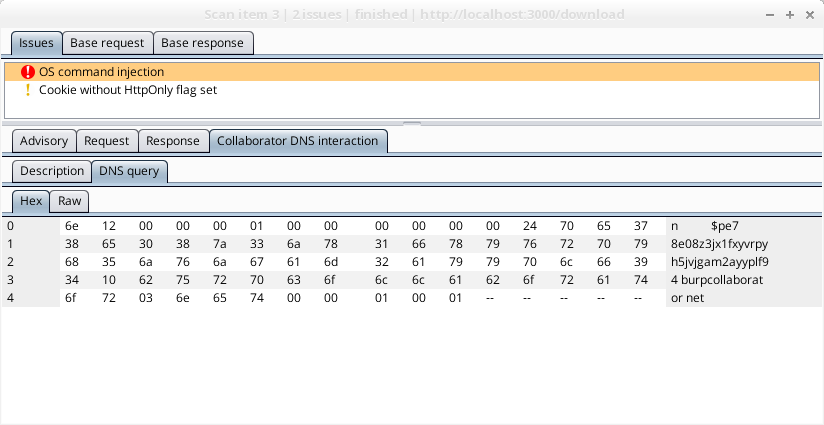 Scan item 3 | 2 issues | finished | http://localhost:3000/download
Issues Base request Base response
! OS command injection
! Cookie without HttpOnly flag set
Advisory Request Response Collaborator DNS interaction
Description DNS query
Hex Raw
0 6e 12 00 00 00 01 00 00 00 00 00 00 24 70 65 37 n $pe7
1 38 65 30 38 7a 33 6a 78 31 66 78 79 76 72 70 79 8e08z3jx1fxyvrpy
2 68 35 6a 76 6a 67 61 6d 32 61 79 79 70 6c 66 39 h5jvjgam2ayyplf9
3 34 10 62 75 72 70 63 6f 6c 6c 61 62 6f 72 61 74 4 burpcollaborat
4 6f 72 03 6e 65 74 00 00 01 00 01 -- -- -- -- -- or net